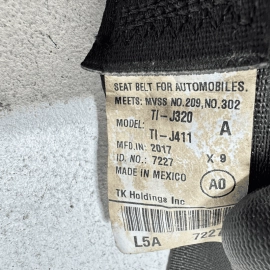 SEAT BELT FOR AUTOMOBILES.
MEETS: MVSS NO.209, NO.302
TI-J320
MODEL: A
TI-J411
MFD.IN: 2017
I.D. NO.: 7227 X 9
MADE IN MEXICO
A0
TK Holdings Inc
L5A 7227